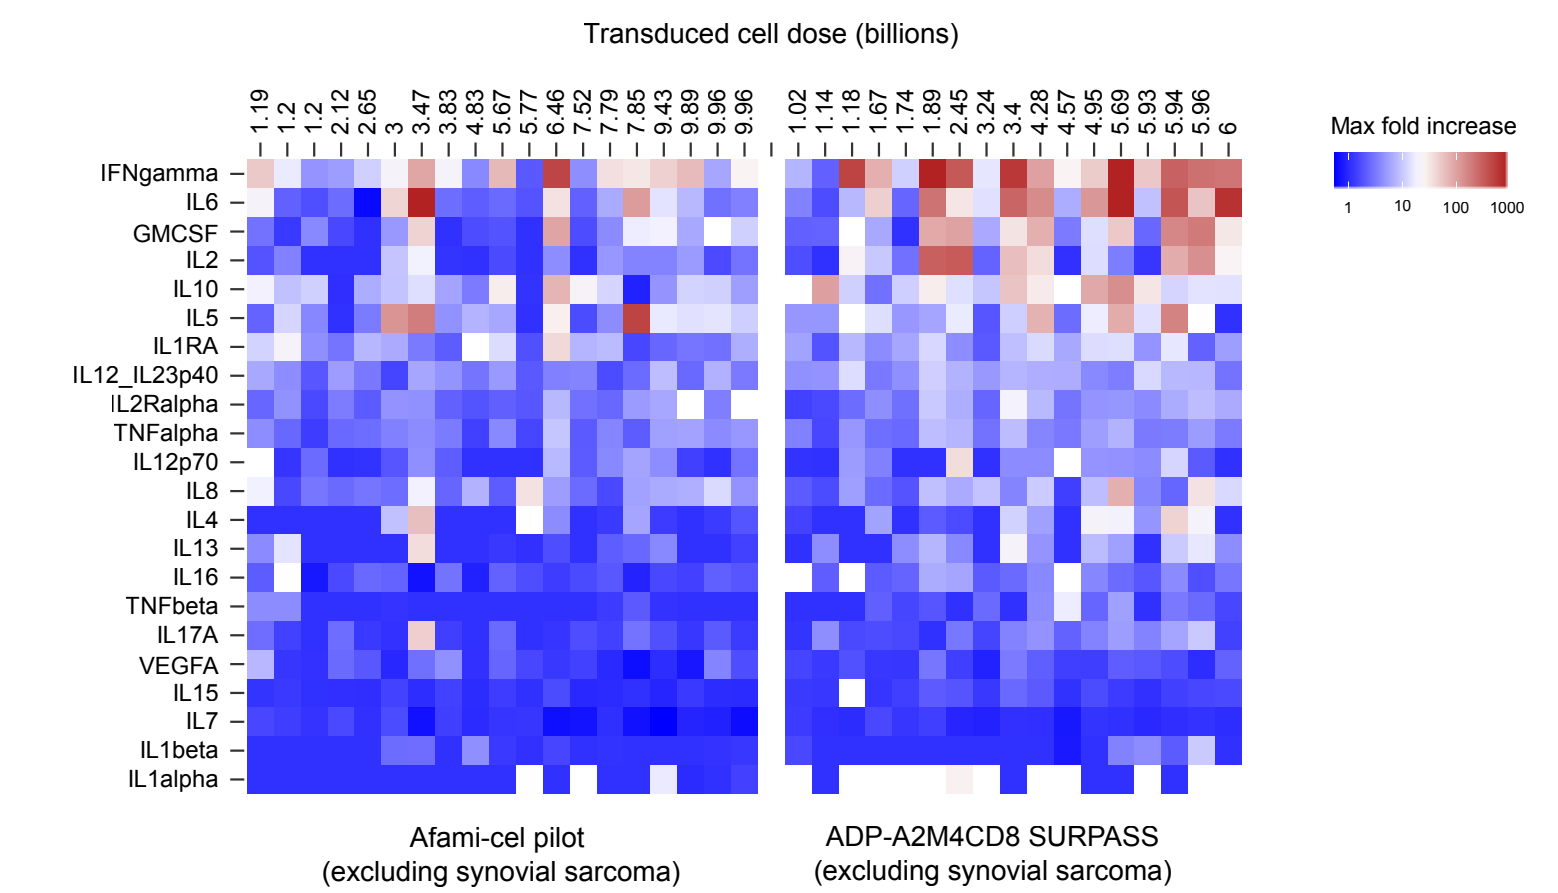 Transduced cell dose (billions)
1.19 1.2 1.2 2.12 2.65 3 3.47 3.83 4.83 5.67 5.77 6.46 7.52 7.79 7.85 9.43 9.89 9.96 9.96 1.02 1.14 1.18 1.67 1.74 1.89 2.45 3.24 3.4 4.28 4.57 4.95 5.69 5.93 5.94 5.96 6
Max fold increase
1 10 100 1000
IFNgamma
IL6
GMCSF
IL2
IL10
IL5
IL1RA
IL12_IL23p40
IL2Ralpha
TNFalpha
IL12p70
IL8
IL4
IL13
IL16
TNFbeta
IL17A
VEGFA
IL15
IL7
IL1beta
IL1alpha
Afami-cel pilot
(excluding synovial sarcoma)
ADP-A2M4CD8 SURPASS
(excluding synovial sarcoma)